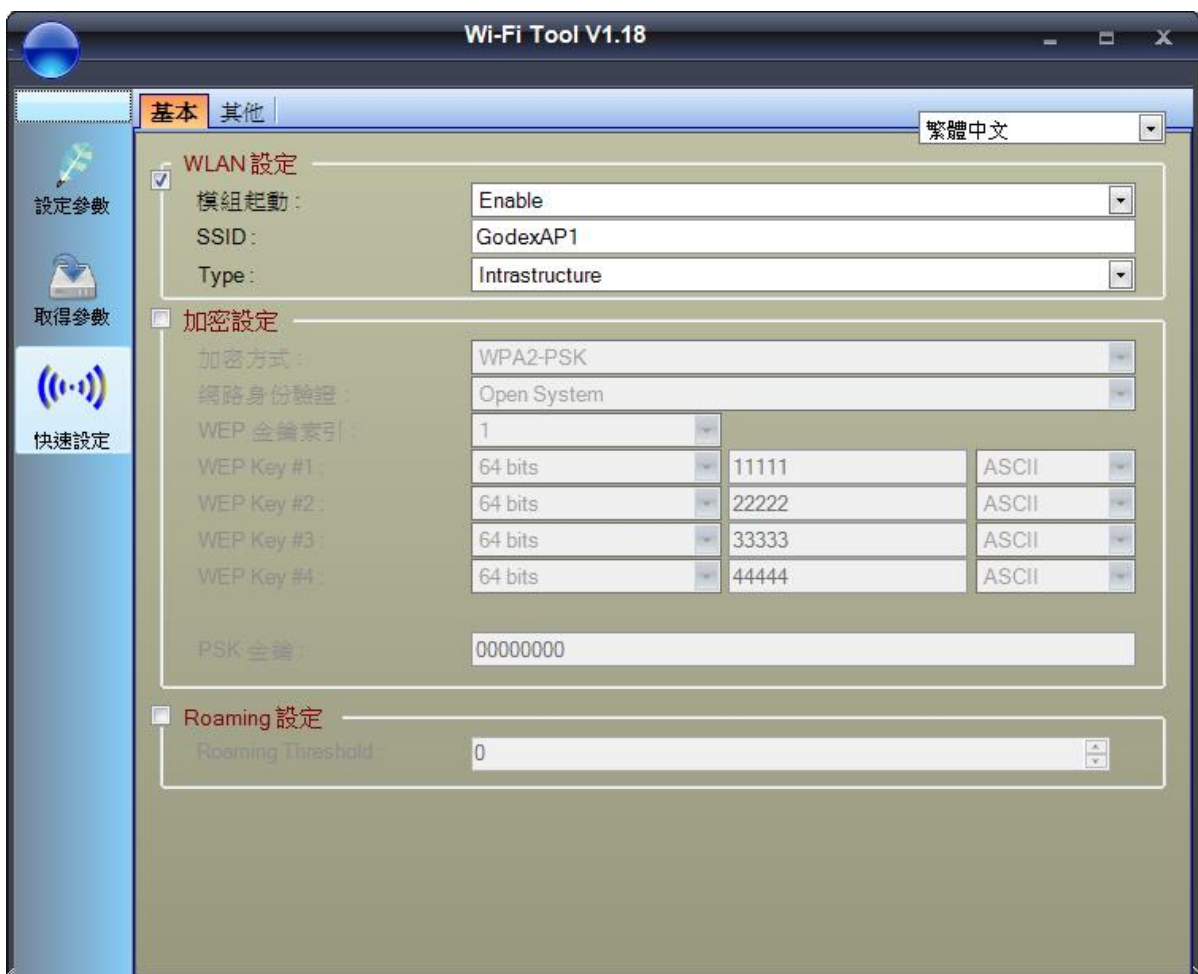 Wi-Fi Tool V1.18
基本 其他
繁體中文
設定參數
取得參數
快速設定
WLAN 設定
模組起動 : Enable
SSID : GodexAP1
Type : Intrastructure
加密設定
加密方式 : WPA2-PSK
網路身份驗證 : Open System
WEP 金鑰索引 : 1
WEP Key #1 : 64 bits 11111 ASCII
WEP Key #2 : 64 bits 22222 ASCII
WEP Key #3 : 64 bits 33333 ASCII
WEP Key #4 : 64 bits 44444 ASCII
PSK 金鑰 : 00000000
Roaming 設定
Roaming Threshold : 0